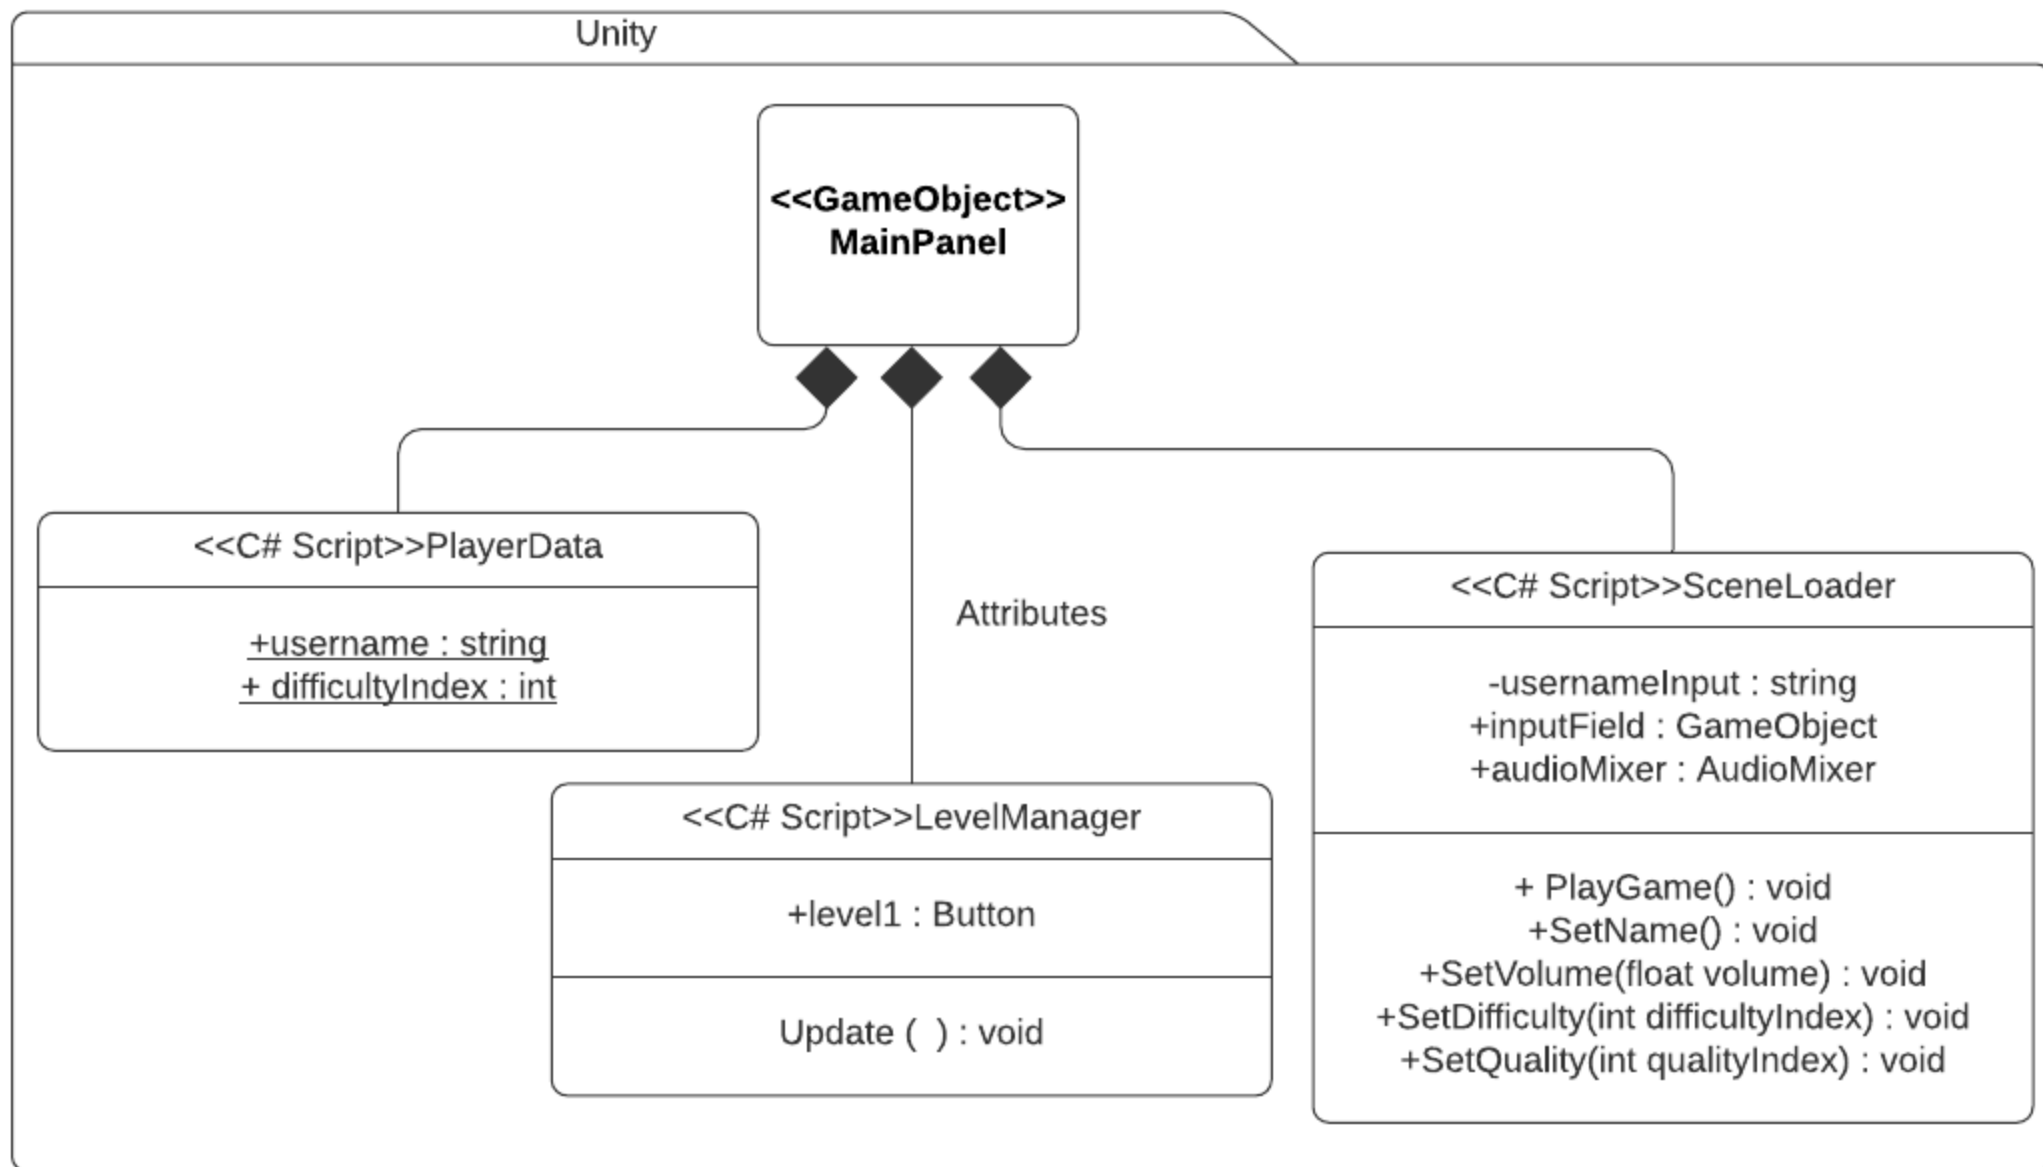 Unity
<<GameObject>>
MainPanel
<<C# Script>>PlayerData
+username : string
+ difficultyIndex : int
Attributes
<<C# Script>>SceneLoader
-usernameInput : string
+inputField : GameObject
+audioMixer : AudioMixer
+ PlayGame() : void
+SetName() : void
+SetVolume(float volume) : void
+SetDifficulty(int difficultyIndex) : void
+SetQuality(int qualityIndex) : void
<<C# Script>>LevelManager
+level1 : Button
Update (  ) : void